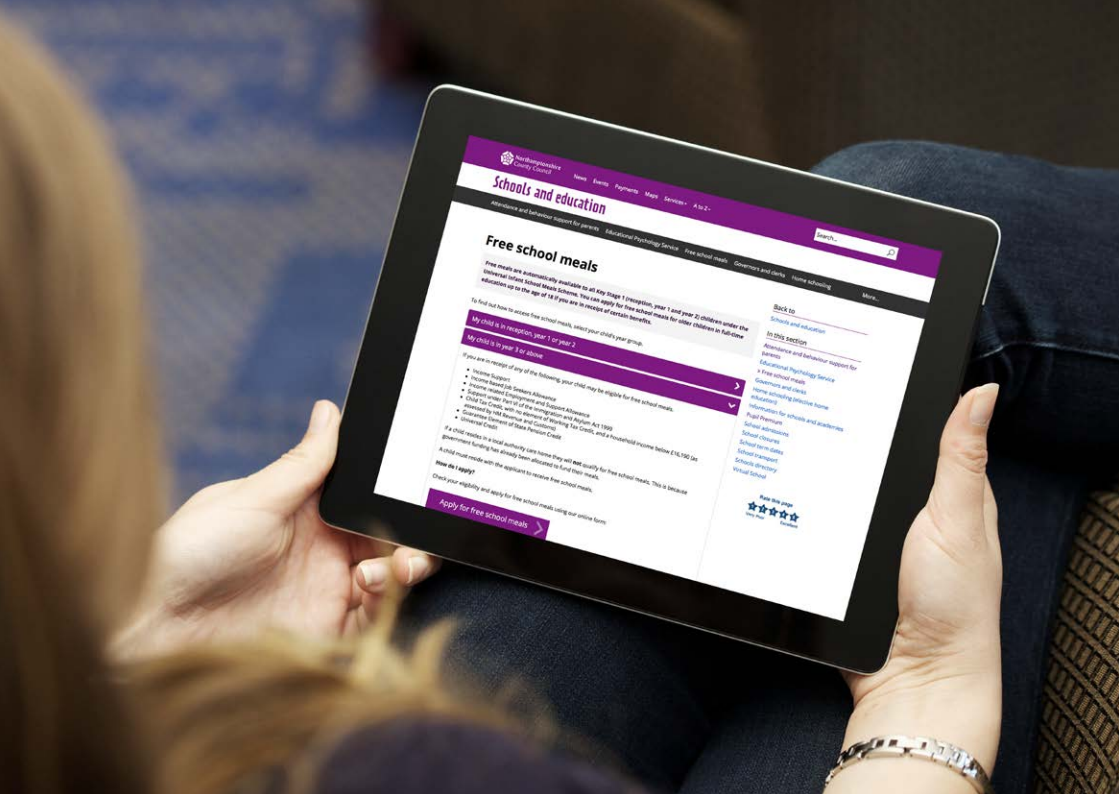 Northamptonshire
County Council
News Events Payments Maps Services A to Z
Search...
Schools and education
Attendance and behaviour support for parents Educational Psychology Service Free school meals Governors and clerks Home schooling More...
Free school meals
Free meals are automatically available to all Key Stage 1 (reception, year 1 and year 2) children under the
Universal Infant School Meals Scheme. You can apply for free school meals for older children in full-time
education up to the age of 18 if you are in receipt of certain benefits.
To find out how to access free school meals, select your child's year group.
My child is in reception, year 1 or year 2
My child is in year 3 or above
If you are in receipt of any of the following, your child may be eligible for free school meals.
Income Support
Income based Job Seekers Allowance
Income related Employment and Support Allowance
Support under Part VI of the Immigration and Asylum Act 1999
Child Tax Credit, with no element of Working Tax Credit, and a household income below £16,190 (as
assessed by HM Revenue and Customs)
Guarantee Element of State Pension Credit
Universal Credit
If a child resides in a local authority care home they will not qualify for free school meals. This is because
government funding has already been allocated to fund their meals.
A child must reside with the applicant to receive free school meals.
How do I apply?
Check your eligibility and apply for free school meals using our online form:
Apply for free school meals
Back to
Schools and education
In this section
Attendance and behaviour support for
parents
Educational Psychology Service
» Free school meals
Governors and clerks
Home schooling (elective home
education)
Information for schools and academies
Pupil Premium
School admissions
School closures
School term dates
School transport
Schools directory
Virtual School
Rate this page
Very Poor Excellent